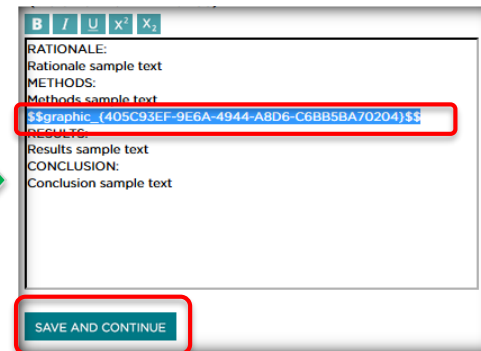 B I U X² X₂
RATIONALE:
Rationale sample text
METHODS:
Methods sample text
$$graphic_{405C93EF-9E6A-4944-A8D6-C6BB5BA70204}$$
RESULTS:
Results sample text
CONCLUSION:
Conclusion sample text
SAVE AND CONTINUE